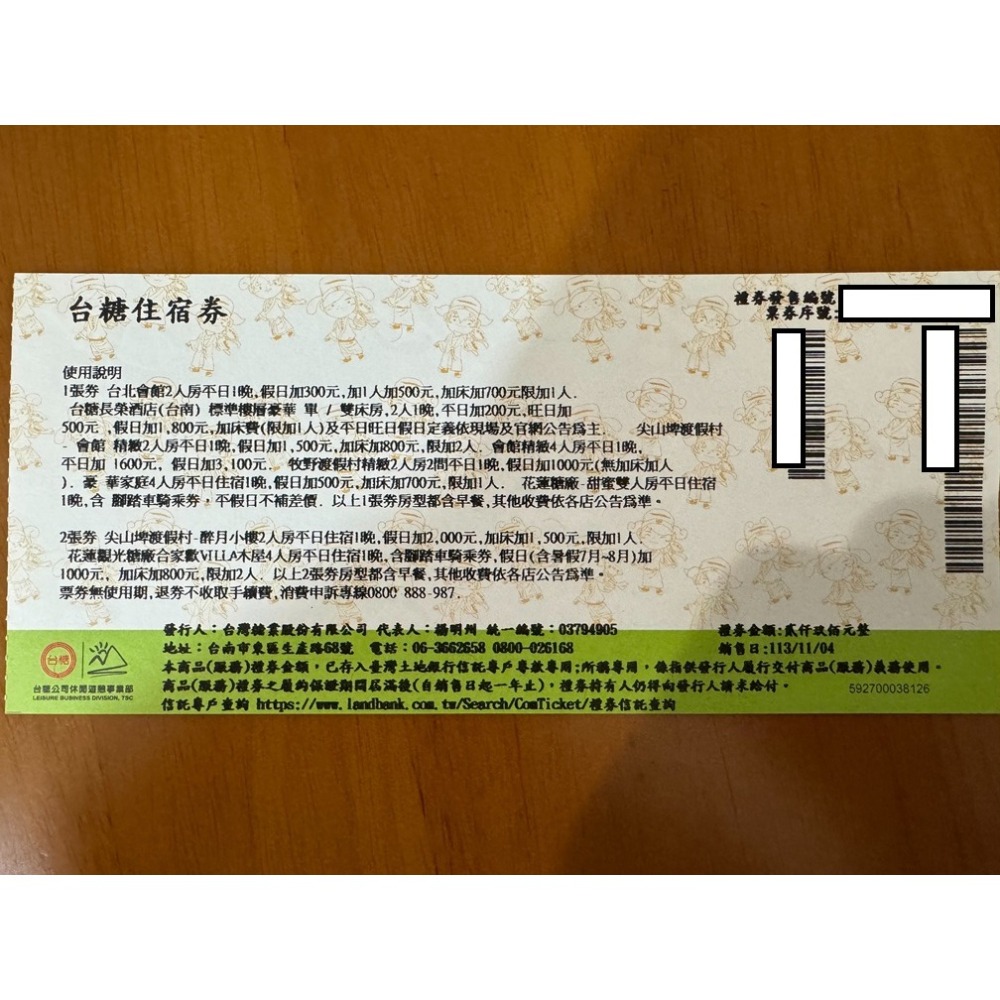 台糖住宿券
禮券發售編號
票券序號:
使用說明
1張券 台北會館2人房平日1晚,假日加300元,加1人加500元,加床加700元限加1人.
台糖長榮酒店(台南) 標準樓層豪華 單 / 雙床房,2人1晚,平日加200元,旺日加
500元 ,假日加1,800元,加床費(限加1人)及平日旺日假日定義依現場及官網公告為主. 尖山埤渡假村
- 會館 精緻2人房平日1晚,假日加1,500元,加床加800元,限加2人. 會館精緻4人房平日1晚,
平日加 1600元, 假日加3,100元. 牧野渡假村精緻2人房2間平日1晚,假日加1000元(無加床加人
). 豪 華家庭4人房平日住宿1晚,假日加500元,加床加700元,限加1人. 花蓮糖廠-甜蜜雙人房平日住宿
1晚,含 腳踏車騎乘券, 平假日不補差價. 以上1張券房型都含早餐,其他收費依各店公告為準。
2張券 尖山埤渡假村-醉月小樓2人房平日住宿1晚,假日加2,000元,加床加1,500元,限加1人.
花蓮觀光糖廠合家歡VILLA木屋4人房平日住宿1晚,含腳踏車騎乘券,假日(含暑假7月~8月)加
1000元, 加床加800元,限加2人. 以上2張券房型都含早餐,其他收費依各店公告為準。
票券無使用期,退券不收取手續費,消費申訴專線0800 888-987.
發行人：台灣糖業股份有限公司 代表人：楊明州 統一編號：03794905
禮券金額:貳仟玖佰元整
地址：台南市東區生產路68號 電話：06-3662658 0800-026168
銷售日:113/11/04
本商品(服務)禮券金額，已存入臺灣土地銀行信託專戶專款專用;所稱專用，係指供發行人履行交付商品(服務)義務使用。
商品(服務)禮券之履約保證期間屆滿後(自銷售日起一年止)，禮券持有人仍得向發行人請求給付。
592700038126
信託專戶查詢 https://www.landbank.com.tw/Search/ComTicket/禮券信託查詢
台糖
台糖公司休閒遊憩事業部
LEISURE BUSINESS DIVISION, TSC